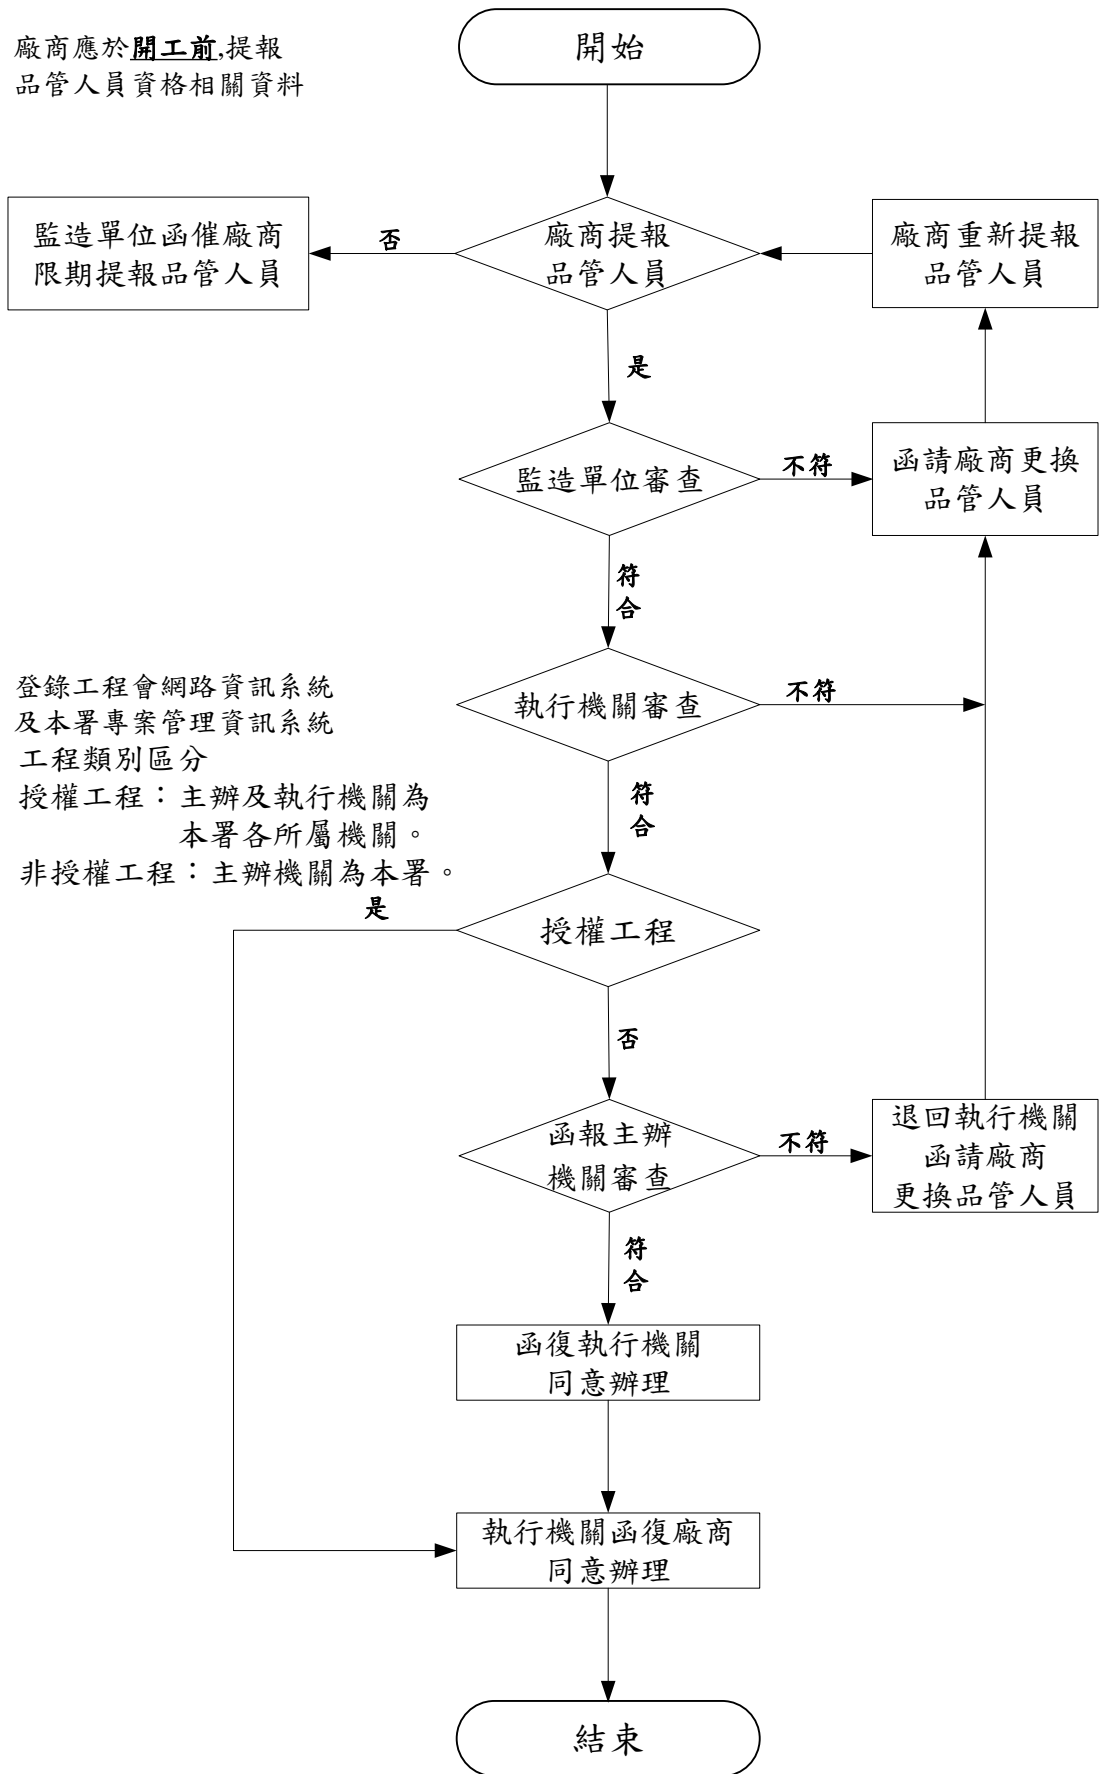 開始
廠商應於開工前,提報
品管人員資格相關資料
監造單位函催廠商
限期提報品管人員
否
廠商提報
品管人員
廠商重新提報
品管人員
是
監造單位審查
不符
函請廠商更換
品管人員
符
合
執行機關審查
不符
登錄工程會網路資訊系統
及本署專案管理資訊系統
工程類別區分
授權工程：主辦及執行機關為
本署各所屬機關。
非授權工程：主辦機關為本署。
符
合
是
授權工程
否
函報主辦
機關審查
不符
退回執行機關
函請廠商
更換品管人員
符
合
函復執行機關
同意辦理
執行機關函復廠商
同意辦理
結束